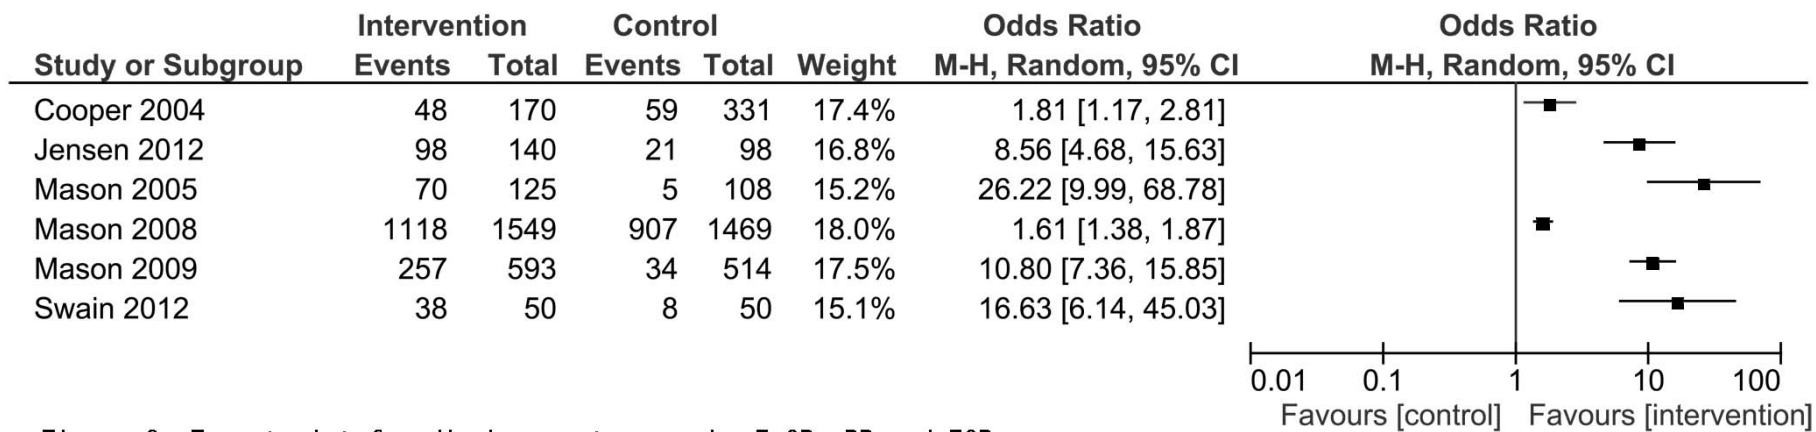 Intervention Control Odds Ratio Odds Ratio
Study or Subgroup Events Total Events Total Weight M-H, Random, 95% CI M-H, Random, 95% CI
Cooper 2004 48 170 59 331 17.4% 1.81 [1.17, 2.81]
Jensen 2012 98 140 21 98 16.8% 8.56 [4.68, 15.63]
Mason 2005 70 125 5 108 15.2% 26.22 [9.99, 68.78]
Mason 2008 1118 1549 907 1469 18.0% 1.61 [1.38, 1.87]
Mason 2009 257 593 34 514 17.5% 10.80 [7.36, 15.85]
Swain 2012 38 50 8 50 15.1% 16.63 [6.14, 45.03]
0.01 0.1 1 10 100
Favours [control] Favours [intervention]
Figure Forest plot